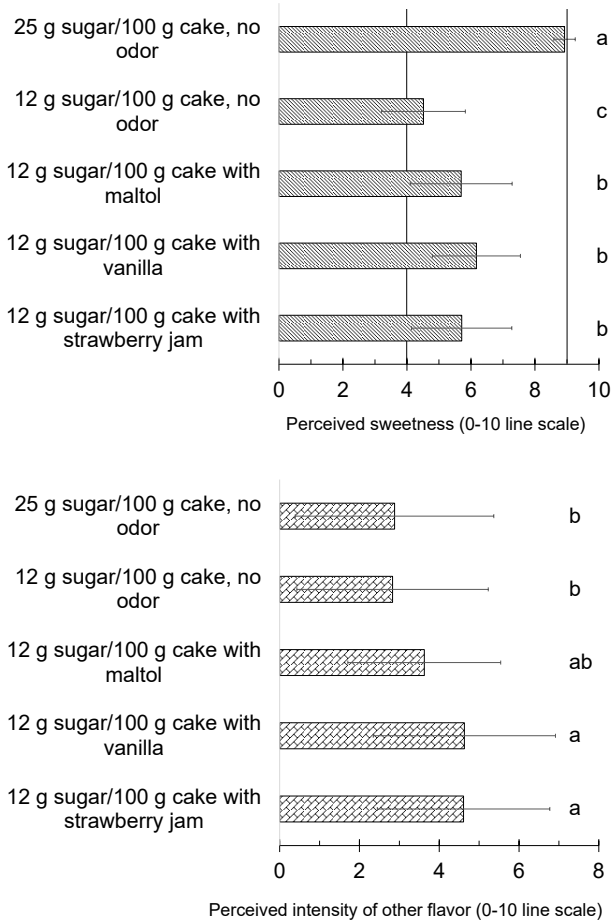 25 g sugar/100 g cake, no
odor
a
12 g sugar/100 g cake, no
odor
c
12 g sugar/100 g cake with
maltol
b
12 g sugar/100 g cake with
vanilla
b
12 g sugar/100 g cake with
strawberry jam
b
0 2 4 6 8 10
Perceived sweetness (0-10 line scale)
25 g sugar/100 g cake, no
odor
b
12 g sugar/100 g cake, no
odor
b
12 g sugar/100 g cake with
maltol
ab
12 g sugar/100 g cake with
vanilla
a
12 g sugar/100 g cake with
strawberry jam
a
0 2 4 6 8
Perceived intensity of other flavor (0-10 line scale)